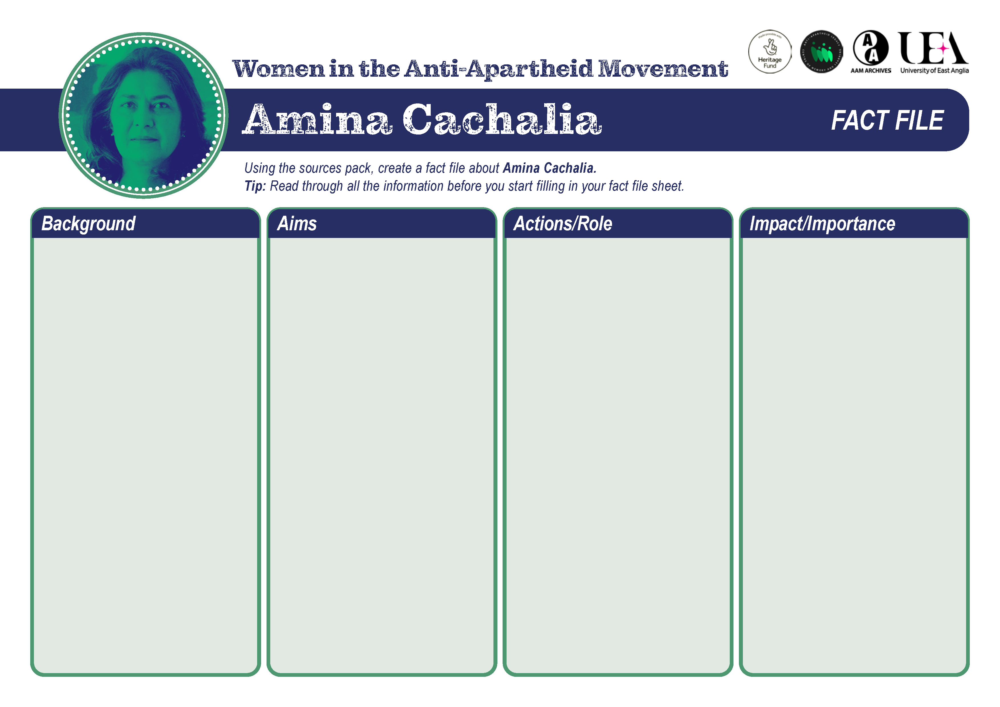 Made possible with
Heritage
Fund
ANTI-APARTHEID LEGACY
CENTRE OF MEMORY AND LEARNING
A
A
AAM ARCHIVES
UEA
University of East Anglia
Women in the Anti-Apartheid Movement
Amina Cachalia
FACT FILE
Using the sources pack, create a fact file about Amina Cachalia.
Tip: Read through all the information before you start filling in your fact file sheet.
Background
Aims
Actions/Role
Impact/Importance